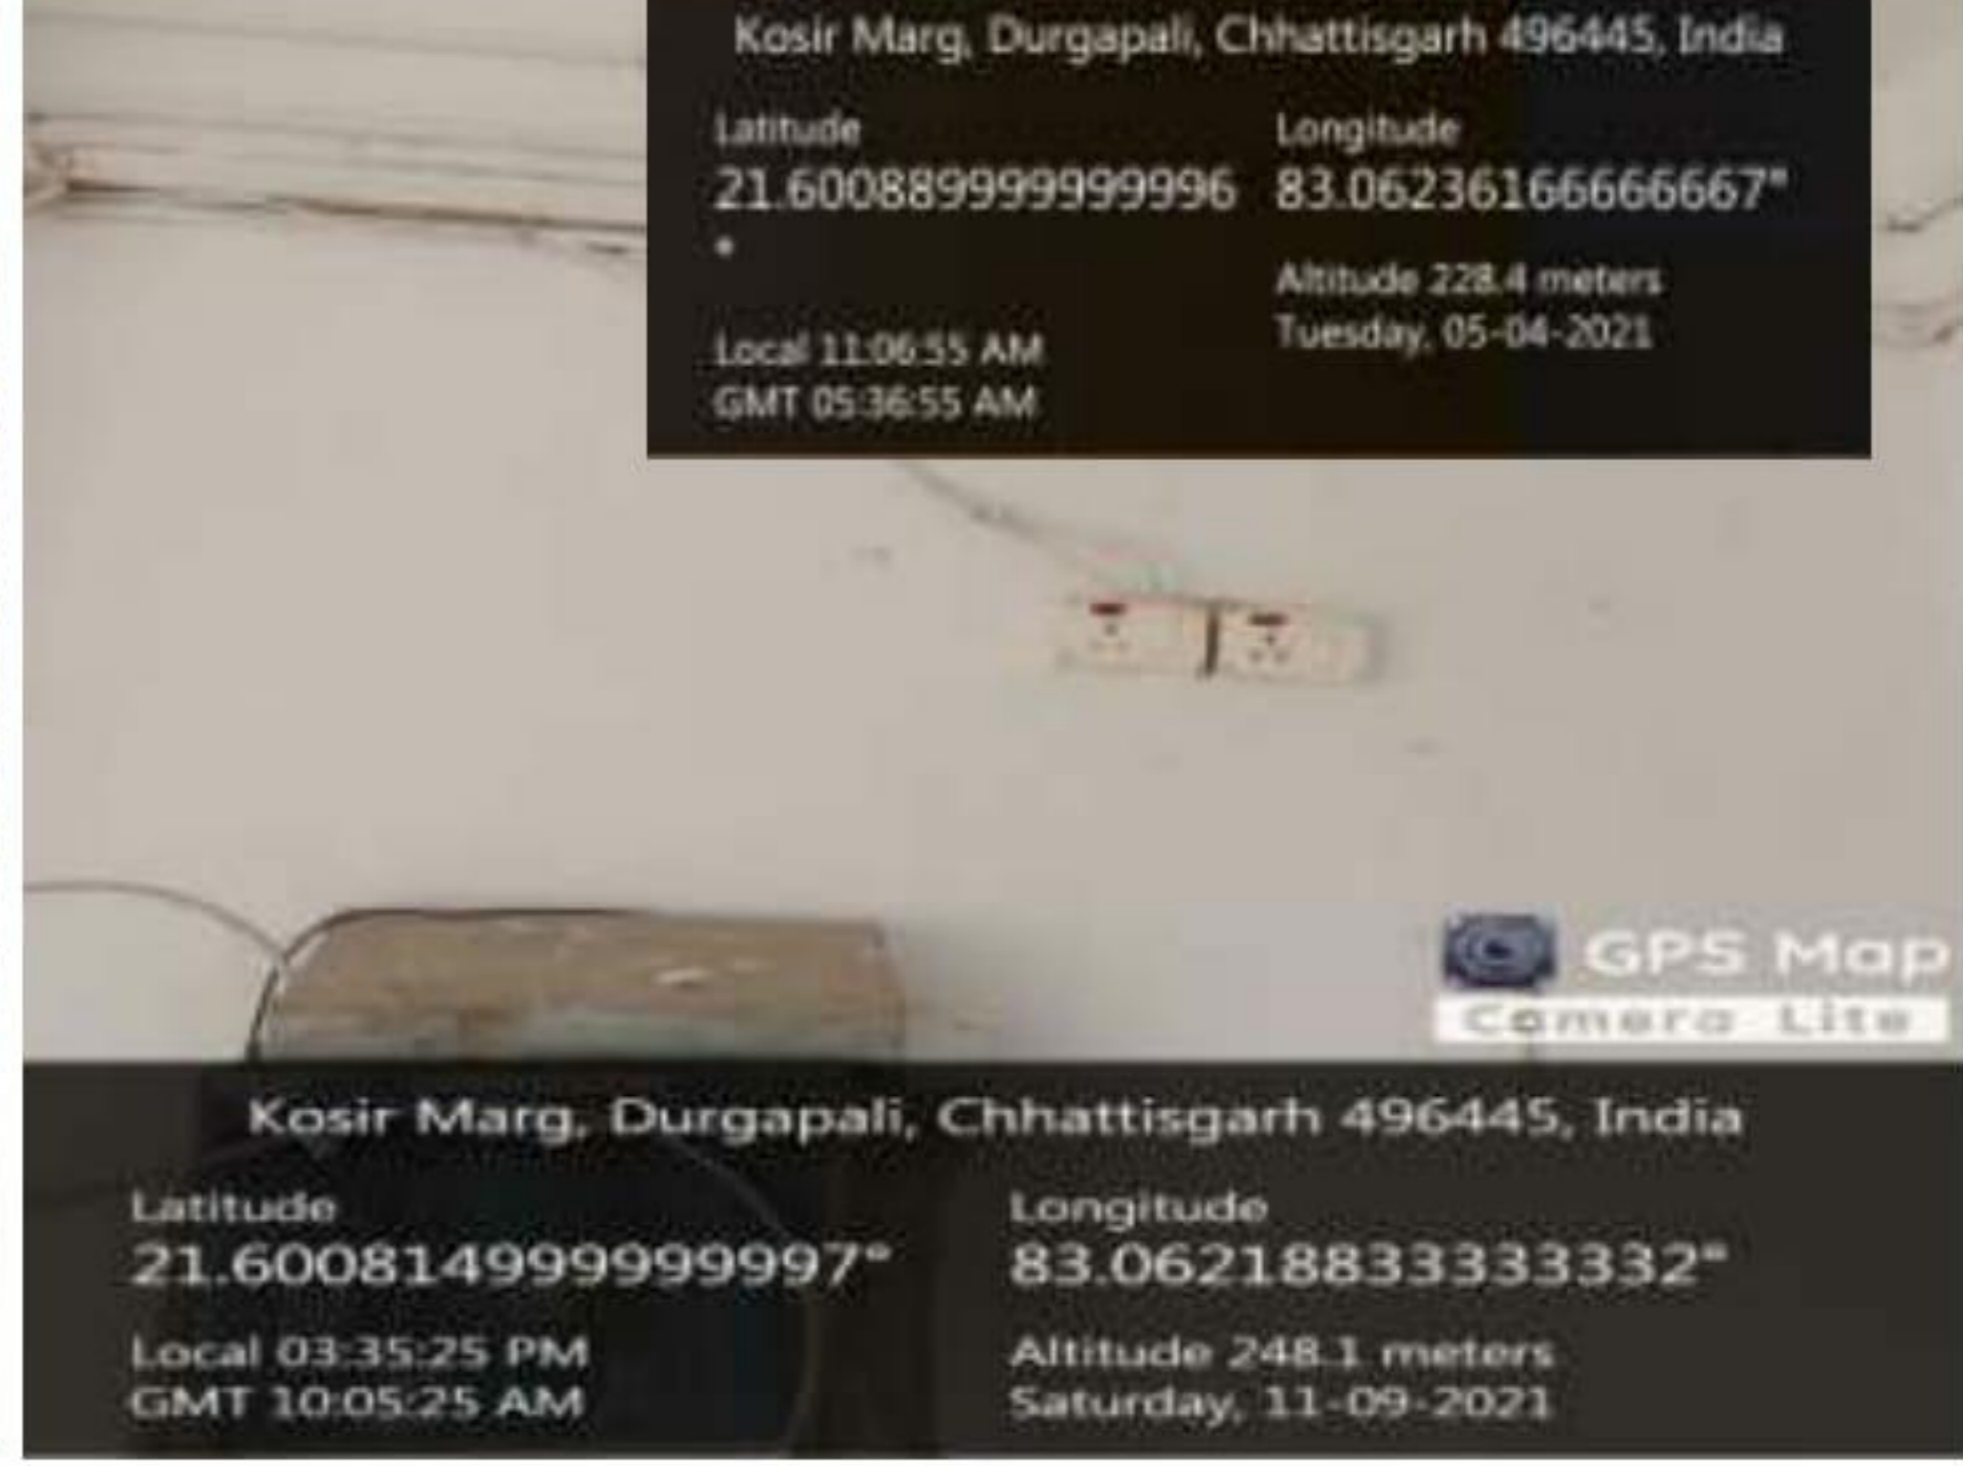 Kosir Marg, Durgapali, Chhattisgarh 496445, India
Latitude
21.600889999999996
°
Longitude
83.06236166666667°
Altitude 228.4 meters
Tuesday, 05-04-2021
Local 11:06:55 AM
GMT 05:36:55 AM
GPS Map
Camera Lite
Kosir Marg, Durgapali, Chhattisgarh 496445, India
Latitude
21.600814999999997°
Longitude
83.06218833333332°
Local 03:35:25 PM
GMT 10:05:25 AM
Altitude 248.1 meters
Saturday, 11-09-2021